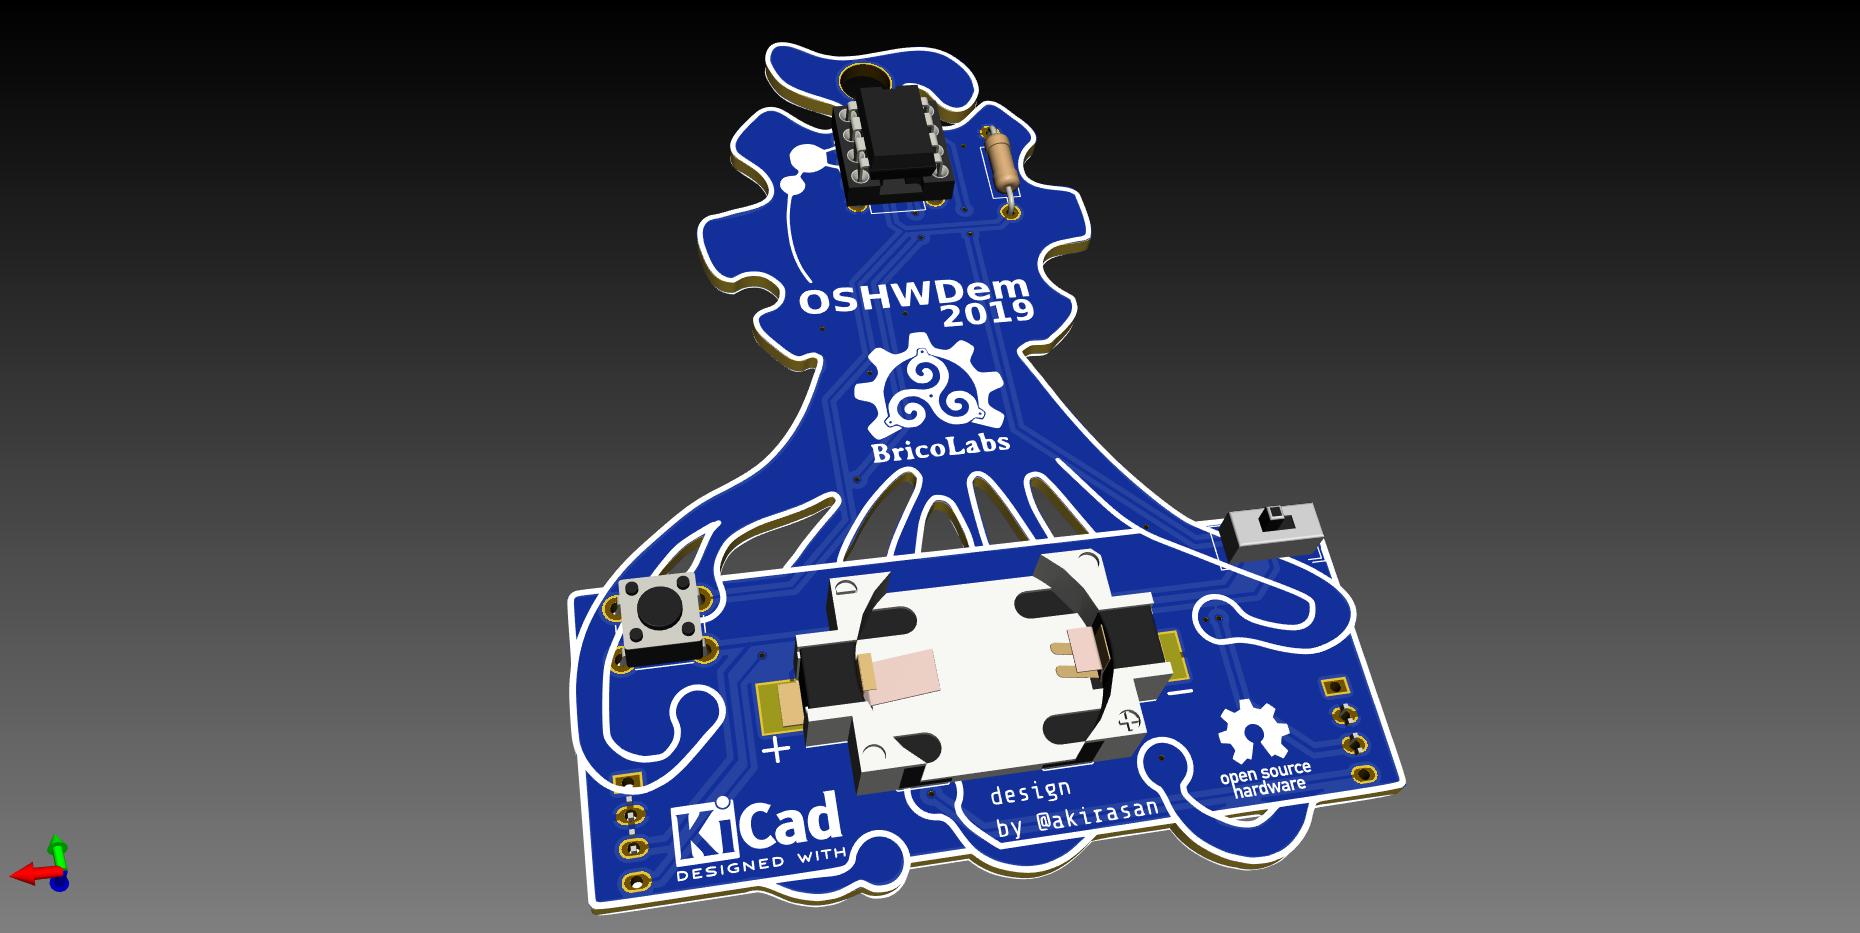 OSHWDem
2019
BricoLabs
+
−
design
by @akirasan
open source
hardware
KiCad
DESIGNED WITH